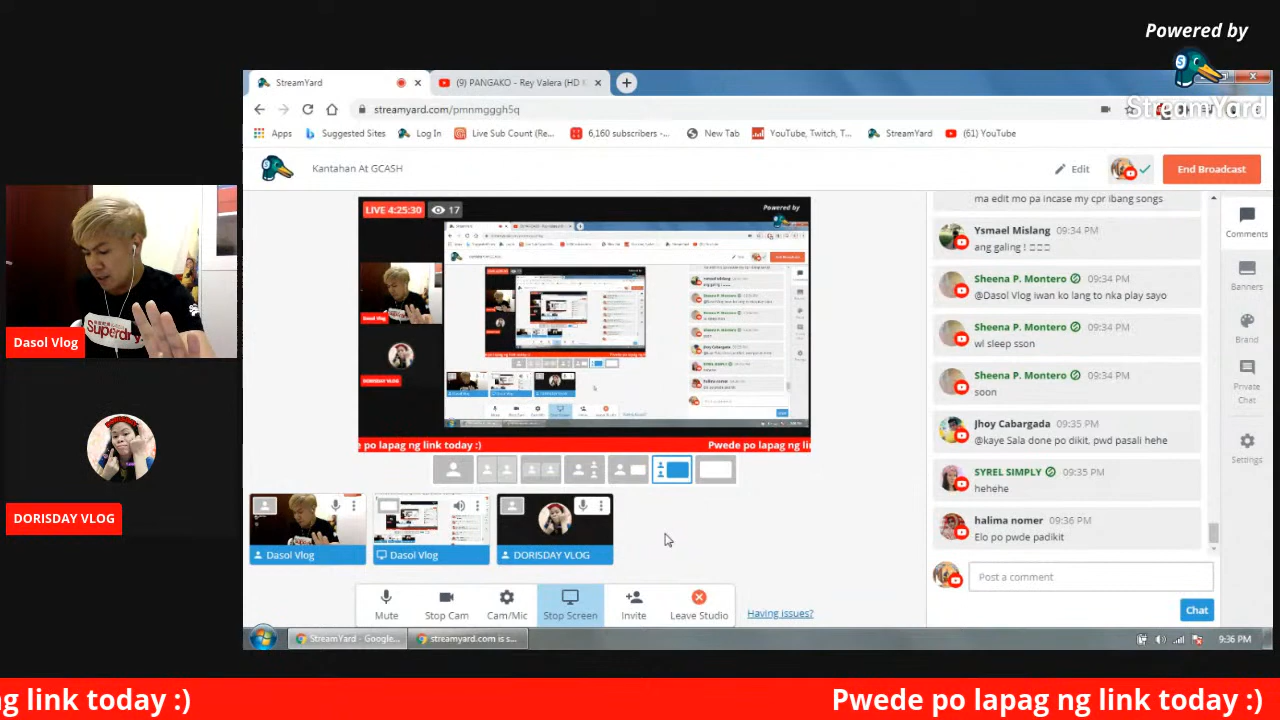 Powered by
StreamYard
StreamYard
(9) PANGAKO - Rey Valera (HD
streamyard.com/pmnmgggh5q
Apps
Suggested Sites
Log In
Live Sub Count (Re...
6,160 subscribers -...
New Tab
YouTube, Twitch, T...
StreamYard
(61) YouTube
Kantahan At GCASH
Edit
End Broadcast
LIVE 4:25:30
17
Powered by
Dasol Vlog
DORISDAY VLOG
e po lapag ng link today :)
Pwede po lapag ng li
Dasol Vlog
Dasol Vlog
DORISDAY VLOG
Mute
Stop Cam
Cam/Mic
Stop Screen
Invite
Leave Studio
Having issues?
ma edit mo pa incase my cpr ibang songs
Ysmael Mislang 09:34 PM
ang galing ! □□□
Sheena P. Montero 09:34 PM
@Dasol Vlog iwan ko lang to nka play sayo
Sheena P. Montero 09:34 PM
wl sleep sson
Sheena P. Montero 09:34 PM
soon
Jhoy Cabargada 09:35 PM
@kaye Sala done po dikit, pwd pasali hehe
SYREL SIMPLY 09:35 PM
hehehe
halima nomer 09:36 PM
Elo po pwde padikit
Post a comment
Chat
Comments
Banners
Brand
Private
Chat
Settings
Superdry
Dasol Vlog
DORISDAY VLOG
StreamYard - Google...
streamyard.com is s...
9:36 PM
ng link today :)
Pwede po lapag ng link today :)